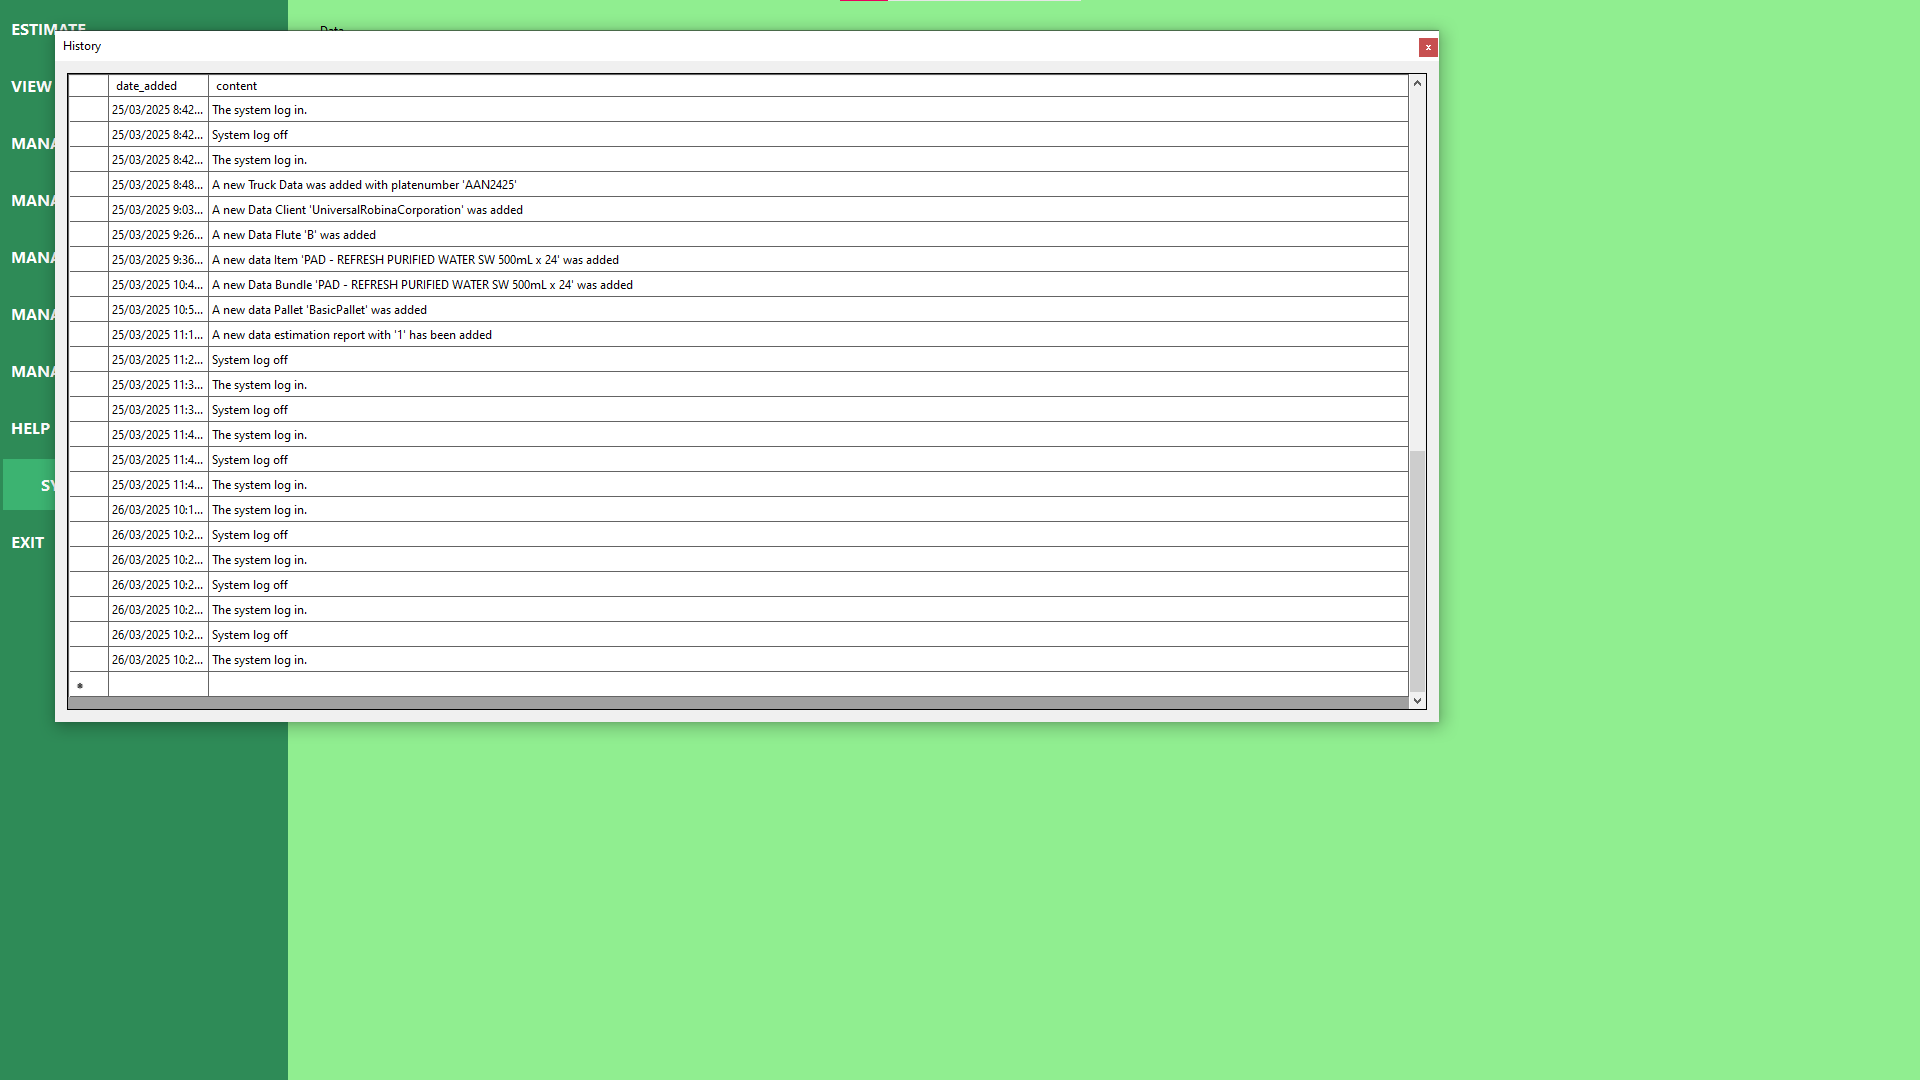 ESTIMATE
Data
History
x
VIEW
MANA
MANA
MANA
MANA
MANA
HELP
SY
EXIT
date_added content
25/03/2025 8:42... The system log in.
25/03/2025 8:42... System log off
25/03/2025 8:42... The system log in.
25/03/2025 8:48... A new Truck Data was added with platenumber 'AAN2425'
25/03/2025 9:03... A new Data Client 'UniversalRobinaCorporation' was added
25/03/2025 9:26... A new Data Flute 'B' was added
25/03/2025 9:36... A new data Item 'PAD - REFRESH PURIFIED WATER SW 500mL x 24' was added
25/03/2025 10:4... A new Data Bundle 'PAD - REFRESH PURIFIED WATER SW 500mL x 24' was added
25/03/2025 10:5... A new data Pallet 'BasicPallet' was added
25/03/2025 11:1... A new data estimation report with '1' has been added
25/03/2025 11:2... System log off
25/03/2025 11:3... The system log in.
25/03/2025 11:3... System log off
25/03/2025 11:4... The system log in.
25/03/2025 11:4... System log off
25/03/2025 11:4... The system log in.
26/03/2025 10:1... The system log in.
26/03/2025 10:2... System log off
26/03/2025 10:2... The system log in.
26/03/2025 10:2... System log off
26/03/2025 10:2... The system log in.
26/03/2025 10:2... System log off
26/03/2025 10:2... The system log in.
*